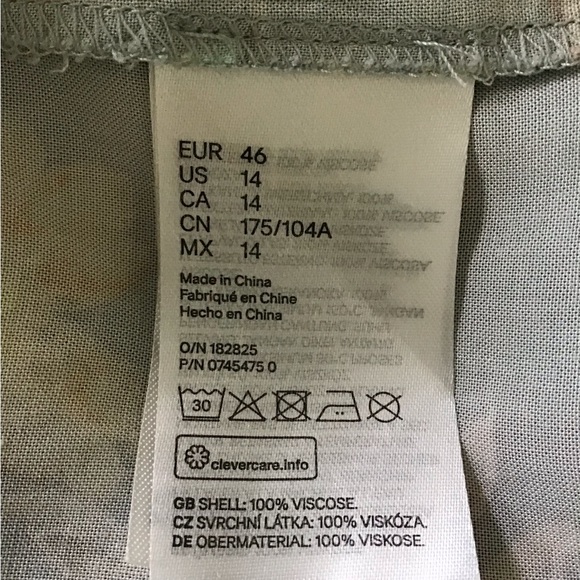 EUR 46
US 14
CA 14
CN 175/104A
MX 14
Made in China
Fabriqué en Chine
Hecho en China
O/N 182825
P/N 0745475 0
30
clevercare.info
GB SHELL: 100% VISCOSE.
CZ SVRCHNÍ LÁTKA: 100% VISKÓZA.
DE OBERMATERIAL: 100% VISKOSE.